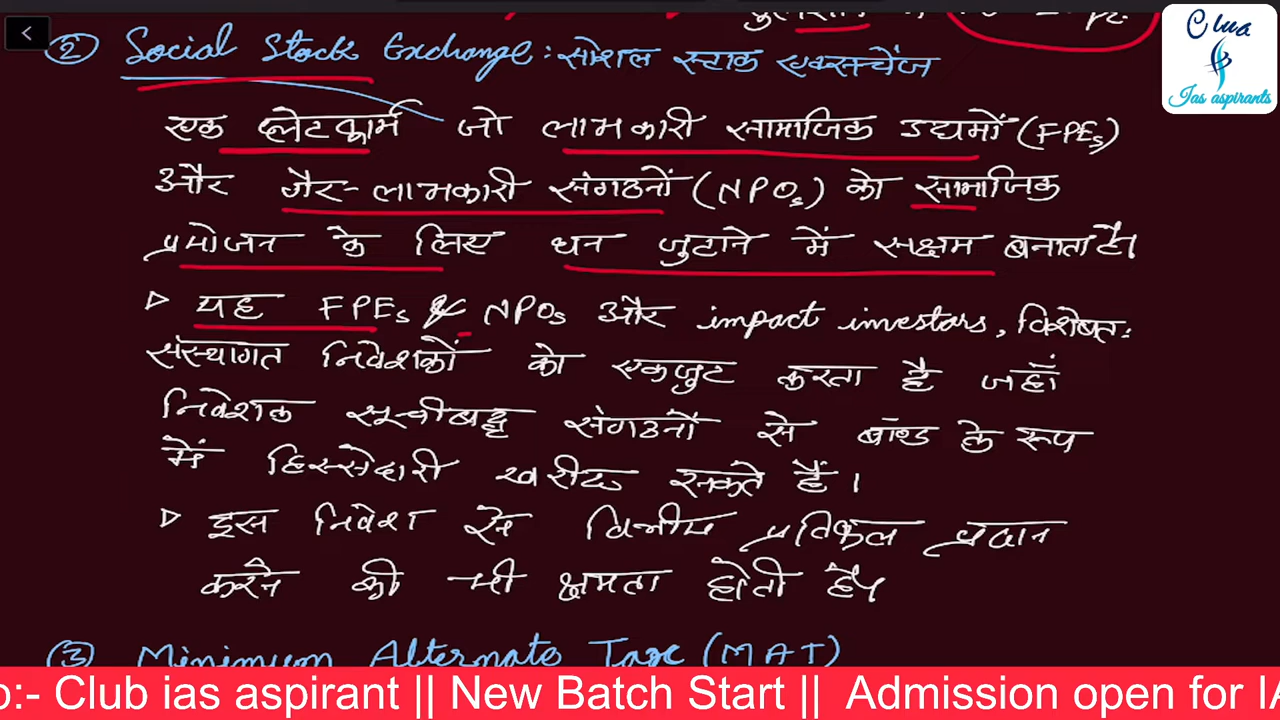 ② Social Stock Exchange: सोशल स्टाक एक्सचेंज
Clua
Ias aspirants
एक प्लेटफार्म जो लाभकारी सामाजिक उद्यमों (FPEs)
और गैर-लाभकारी संगठनों (NPOs) को सामाजिक
प्रयोजन के लिए धन जुटाने में सक्षम बनाता है।
▷ यह FPEs & NPOs और impact investors, विशेषतः
संस्थागत निवेशकों को एकजुट करता है जहाँ
निवेशक सूचीबद्ध संगठनों से बॉण्ड के रूप
में हिस्सेदारी खरीद सकते हैं।
▷ इस निवेश से वित्तीय प्रतिफल प्रदान
करने की भी क्षमता होती है।
③ Minimum Alternate Tax (MAT)
o:- Club ias aspirant || New Batch Start || Admission open for IA